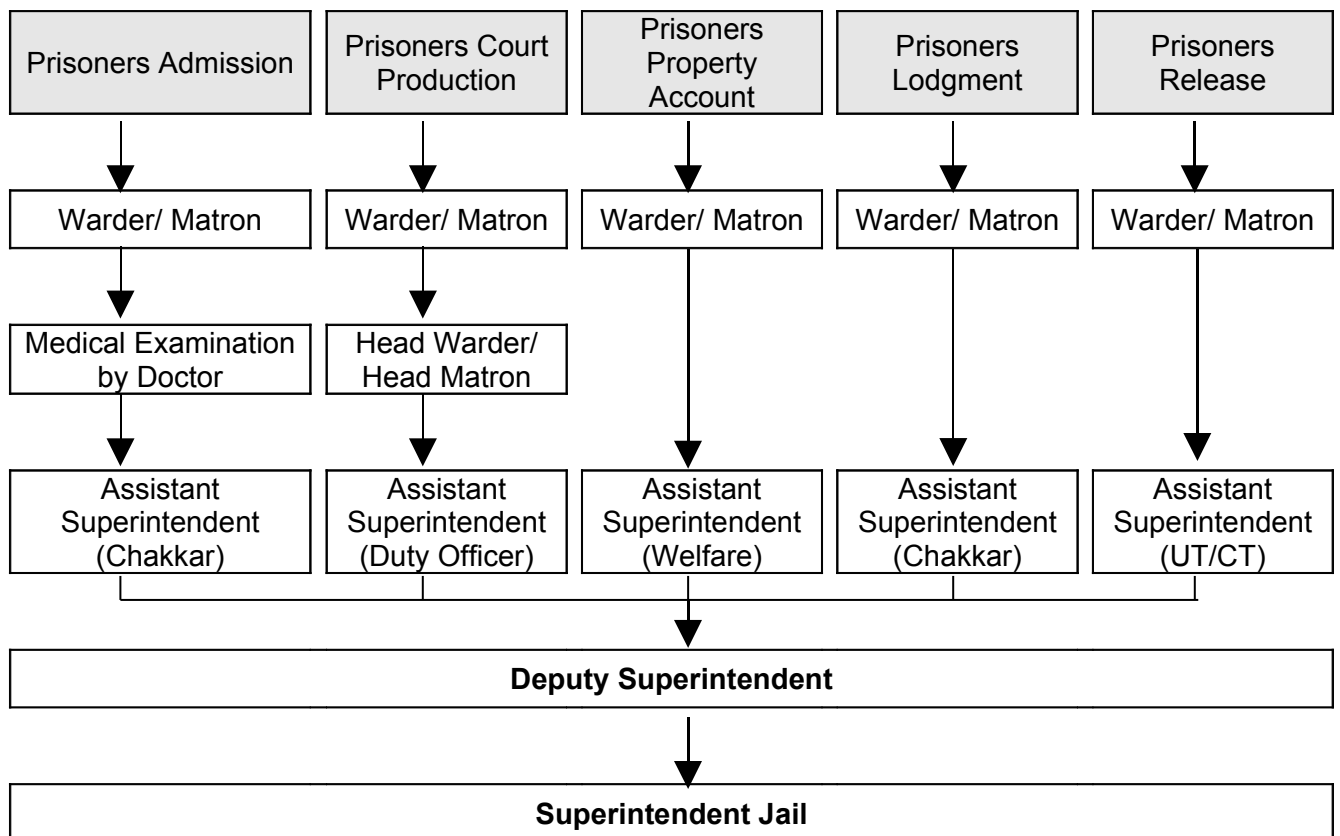 Prisoners Admission
Prisoners Court
Production
Prisoners
Property
Account
Prisoners
Lodgment
Prisoners
Release
Warder/ Matron
Warder/ Matron
Warder/ Matron
Warder/ Matron
Warder/ Matron
Medical Examination
by Doctor
Head Warder/
Head Matron
Assistant
Superintendent
(Chakkar)
Assistant
Superintendent
(Duty Officer)
Assistant
Superintendent
(Welfare)
Assistant
Superintendent
(Chakkar)
Assistant
Superintendent
(UT/CT)
Deputy Superintendent
Superintendent Jail